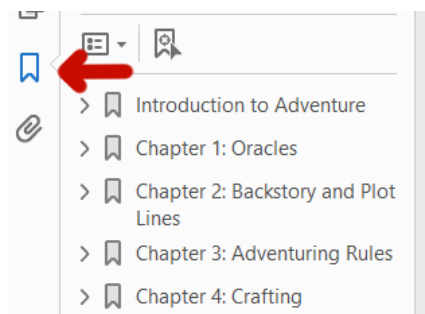 Introduction to Adventure
Chapter 1: Oracles
Chapter 2: Backstory and Plot
Lines
Chapter 3: Adventuring Rules
Chapter 4: Crafting